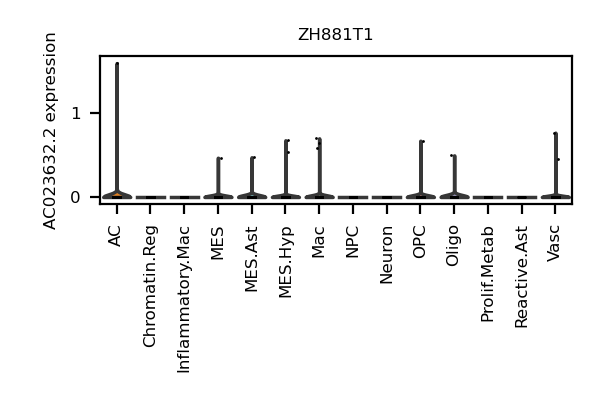 ZH881T1
AC023632.2 expression
1
0
AC
Chromatin.Reg
Inflammatory.Mac
MES
MES.Ast
MES.Hyp
Mac
NPC
Neuron
OPC
Oligo
Prolif.Metab
Reactive.Ast
Vasc